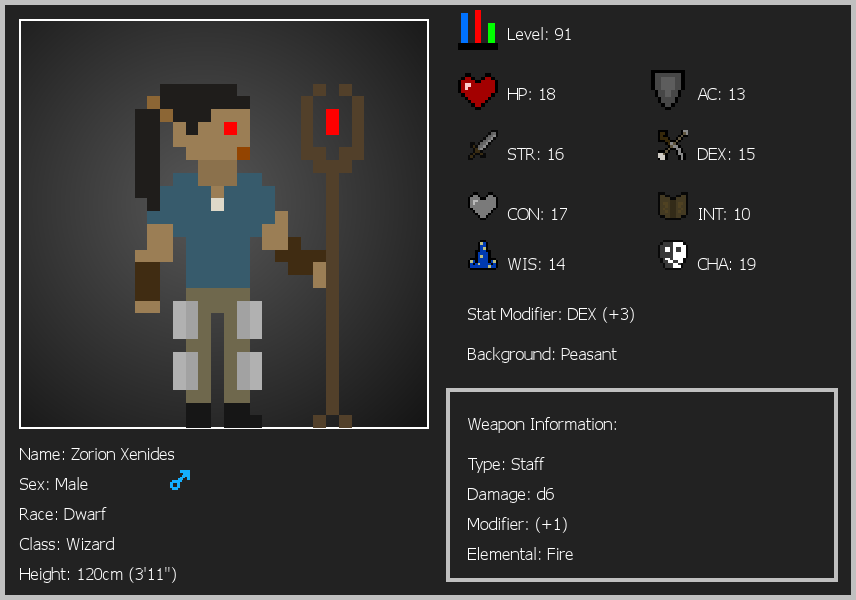 Level: 91
HP: 18
AC: 13
STR: 16
DEX: 15
CON: 17
INT: 10
WIS: 14
CHA: 19
Stat Modifier: DEX (+3)
Background: Peasant
Weapon Information:
Type: Staff
Damage: d6
Modifier: (+1)
Elemental: Fire
Name: Zorion Xenides
Sex: Male
Race: Dwarf
Class: Wizard
Height: 120cm (3'11")